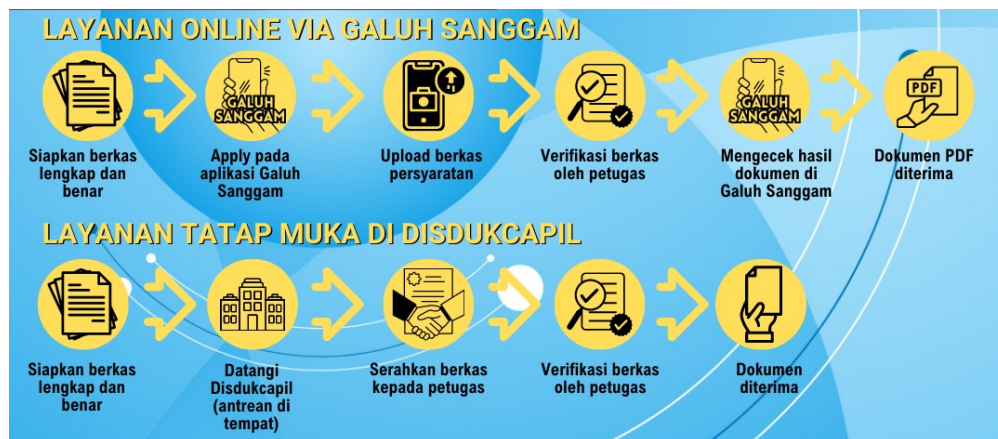 LAYANAN ONLINE VIA GALUH SANGGAM
GALUH
SANGGAM
GALUH
SANGGAM
PDF
Siapkan berkas
lengkap dan
benar
Apply pada
aplikasi Galuh
Sanggam
Upload berkas
persyaratan
Verifikasi berkas
oleh petugas
Mengecek hasil
dokumen di
Galuh Sanggam
Dokumen PDF
diterima
LAYANAN TATAP MUKA DI DISDUKCAPIL
Siapkan berkas
lengkap dan
benar
Datangi
Disdukcapil
(antrean di
tempat)
Serahkan berkas
kepada petugas
Verifikasi berkas
oleh petugas
Dokumen
diterima